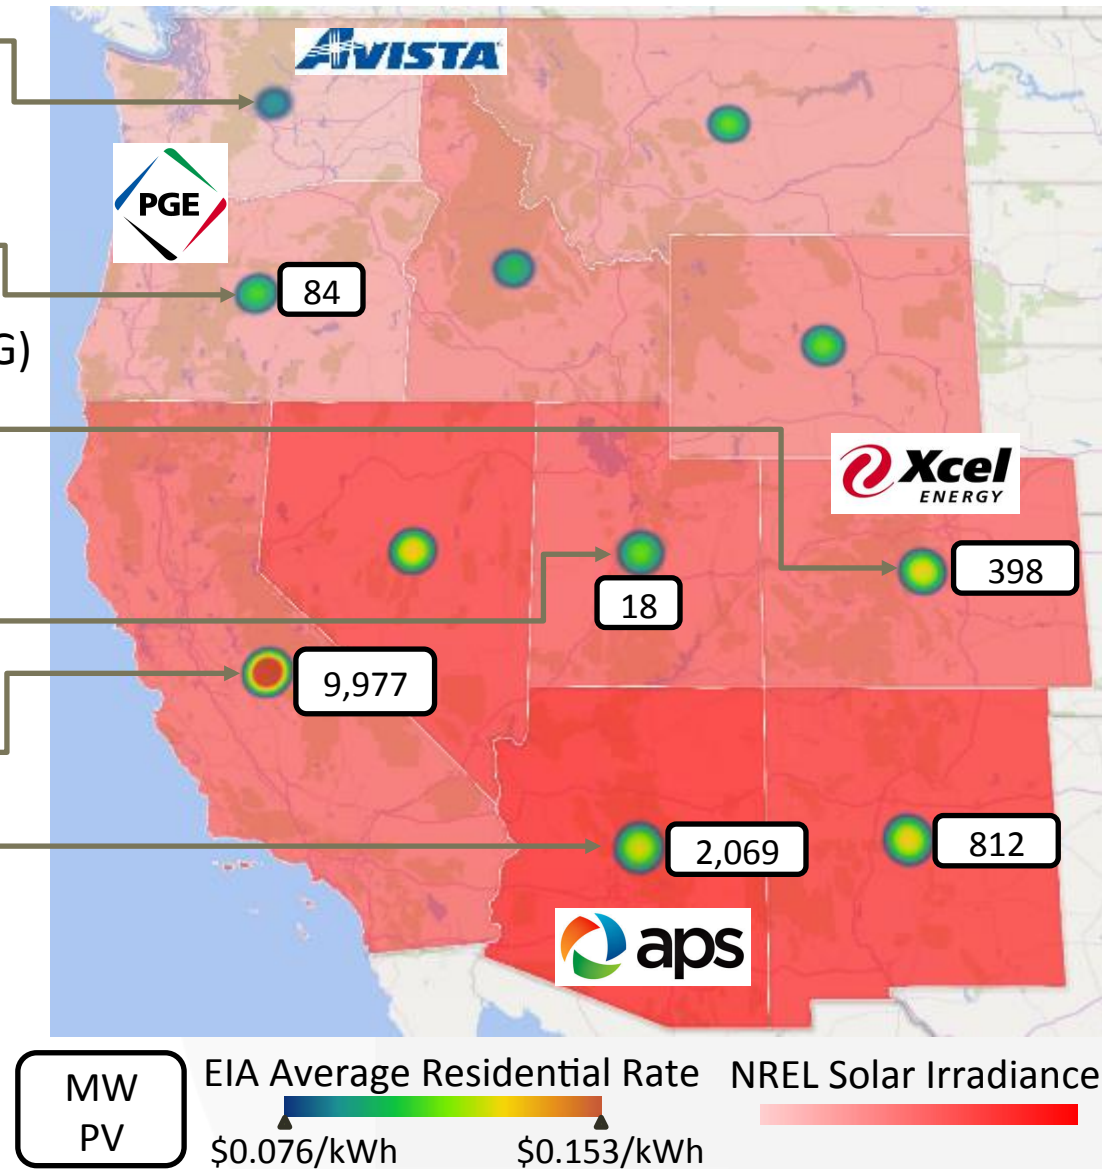 AVISTA
PGE
84
G)
Xcel
ENERGY
398
18
9,977
2,069
812
aps
MW
PV
EIA Average Residential Rate
NREL Solar Irradiance
$0.076/kWh
$0.153/kWh